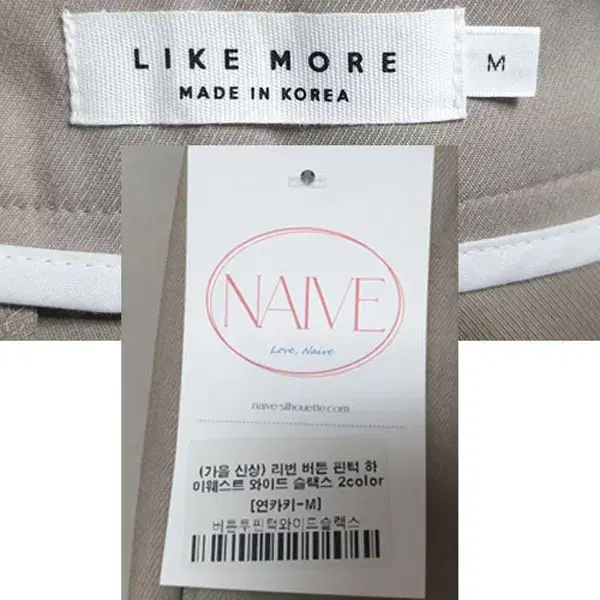 LIKE MORE
MADE IN KOREA
M
NAIVE
Love, Naive
naive-silhouette.com
(가을 신상) 리번 버튼 핀턱 하
이웨스트 와이드 슬랙스 2color
[연카키-M]
버튼투핀턱와이드슬랙스